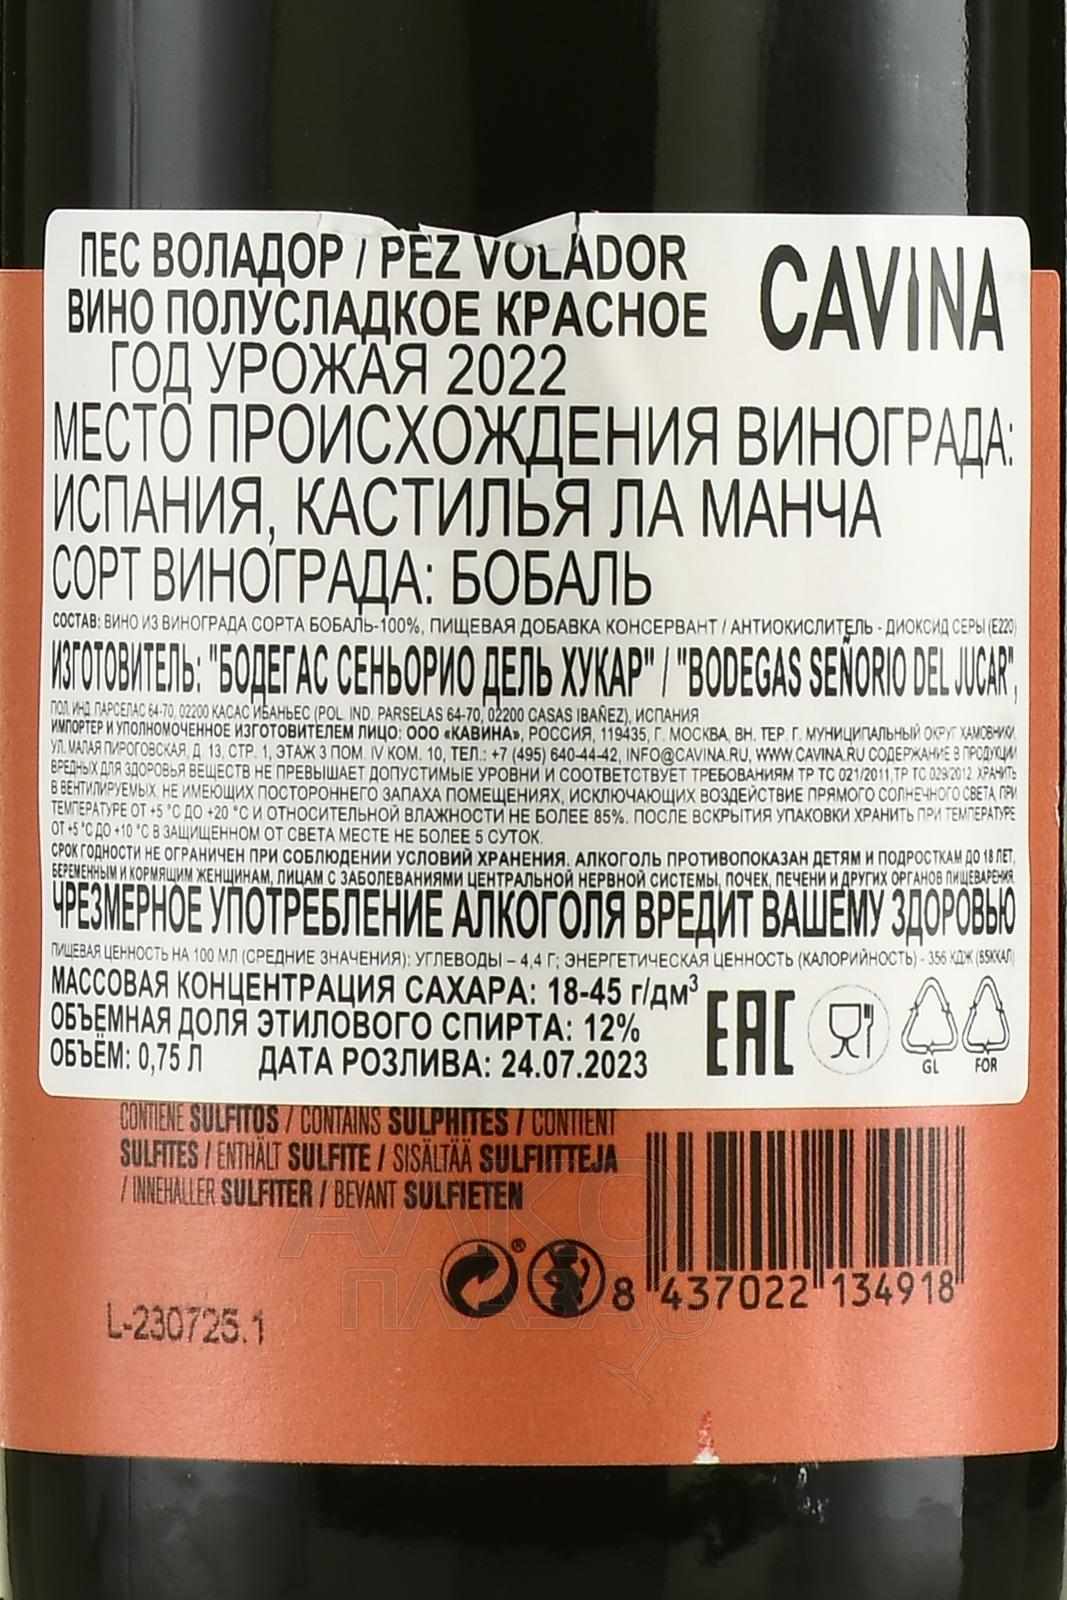 ПЕС ВОЛАДОР / PEZ VOLADOR
ВИНО ПОЛУСЛАДКОЕ КРАСНОЕ
CAVINA
ГОД УРОЖАЯ 2022
МЕСТО ПРОИСХОЖДЕНИЯ ВИНОГРАДА:
ИСПАНИЯ, КАСТИЛЬЯ ЛА МАНЧА
СОРТ ВИНОГРАДА: БОБАЛЬ
СОСТАВ: ВИНО ИЗ ВИНОГРАДА СОРТА БОБАЛЬ-100%, ПИЩЕВАЯ ДОБАВКА КОНСЕРВАНТ / АНТИОКИСЛИТЕЛЬ - ДИОКСИД СЕРЫ (E220)
ИЗГОТОВИТЕЛЬ: "БОДЕГАС СЕНЬОРИО ДЕЛЬ ХУКАР" / "BODEGAS SEÑORIO DEL JUCAR",
ПОЛ. ИНД. ПАРСЕЛАС 64-70, 02200 КАСАС ИБАНЬЕС (POL. IND. PARSELAS 64-70, 02200 CASAS IBAÑEZ), ИСПАНИЯ
ИМПОРТЕР И УПОЛНОМОЧЕННОЕ ИЗГОТОВИТЕЛЕМ ЛИЦО: ООО «КАВИНА», РОССИЯ, 119435, Г. МОСКВА, ВН. ТЕР. Г. МУНИЦИПАЛЬНЫЙ ОКРУГ ХАМОВНИКИ,
УЛ. МАЛАЯ ПИРОГОВСКАЯ, Д. 13, СТР. 1, ЭТАЖ 3 ПОМ. IV КОМ. 10, ТЕЛ.: +7 (495) 640-44-42, INFO@CAVINA.RU, WWW.CAVINA.RU СОДЕРЖАНИЕ В ПРОДУКЦИИ
ВРЕДНЫХ ДЛЯ ЗДОРОВЬЯ ВЕЩЕСТВ НЕ ПРЕВЫШАЕТ ДОПУСТИМЫЕ УРОВНИ И СООТВЕТСТВУЕТ ТРЕБОВАНИЯМ ТР ТС 021/2011, ТР ТС 029/2012. ХРАНИТЬ
В ВЕНТИЛИРУЕМЫХ, НЕ ИМЕЮЩИХ ПОСТОРОННЕГО ЗАПАХА ПОМЕЩЕНИЯХ, ИСКЛЮЧАЮЩИХ ВОЗДЕЙСТВИЕ ПРЯМОГО СОЛНЕЧНОГО СВЕТА, ПРИ
ТЕМПЕРАТУРЕ ОТ +5 °C ДО +20 °C И ОТНОСИТЕЛЬНОЙ ВЛАЖНОСТИ НЕ БОЛЕЕ 85%. ПОСЛЕ ВСКРЫТИЯ УПАКОВКИ ХРАНИТЬ ПРИ ТЕМПЕРАТУРЕ
ОТ +5 °C ДО +10 °C В ЗАЩИЩЕННОМ ОТ СВЕТА МЕСТЕ НЕ БОЛЕЕ 5 СУТОК.
СРОК ГОДНОСТИ НЕ ОГРАНИЧЕН ПРИ СОБЛЮДЕНИИ УСЛОВИЙ ХРАНЕНИЯ. АЛКОГОЛЬ ПРОТИВОПОКАЗАН ДЕТЯМ И ПОДРОСТКАМ ДО 18 ЛЕТ,
БЕРЕМЕННЫМ И КОРМЯЩИМ ЖЕНЩИНАМ, ЛИЦАМ С ЗАБОЛЕВАНИЯМИ ЦЕНТРАЛЬНОЙ НЕРВНОЙ СИСТЕМЫ, ПОЧЕК, ПЕЧЕНИ И ДРУГИХ ОРГАНОВ ПИЩЕВАРЕНИЯ.
ЧРЕЗМЕРНОЕ УПОТРЕБЛЕНИЕ АЛКОГОЛЯ ВРЕДИТ ВАШЕМУ ЗДОРОВЬЮ
ПИЩЕВАЯ ЦЕННОСТЬ НА 100 МЛ (СРЕДНИЕ ЗНАЧЕНИЯ): УГЛЕВОДЫ – 4,4 Г; ЭНЕРГЕТИЧЕСКАЯ ЦЕННОСТЬ (КАЛОРИЙНОСТЬ) - 356 КДЖ (85ККАЛ)
МАССОВАЯ КОНЦЕНТРАЦИЯ САХАРА: 18-45 г/дм³
ОБЪЕМНАЯ ДОЛЯ ЭТИЛОВОГО СПИРТА: 12%
ОБЪЁМ: 0,75 Л ДАТА РОЗЛИВА: 24.07.2023
EAC
GL FOR
CONTIENE SULFITOS / CONTAINS SULPHITES / CONTIENT
SULFITES / ENTHÄLT SULFITE / SISÄLTÄÄ SULFIITTEJA
/ INNEHALLER SULFITER / BEVANT SULFIETEN
8 437022 134918
L-230725.1
АЛКО
ПЛАЗА
18